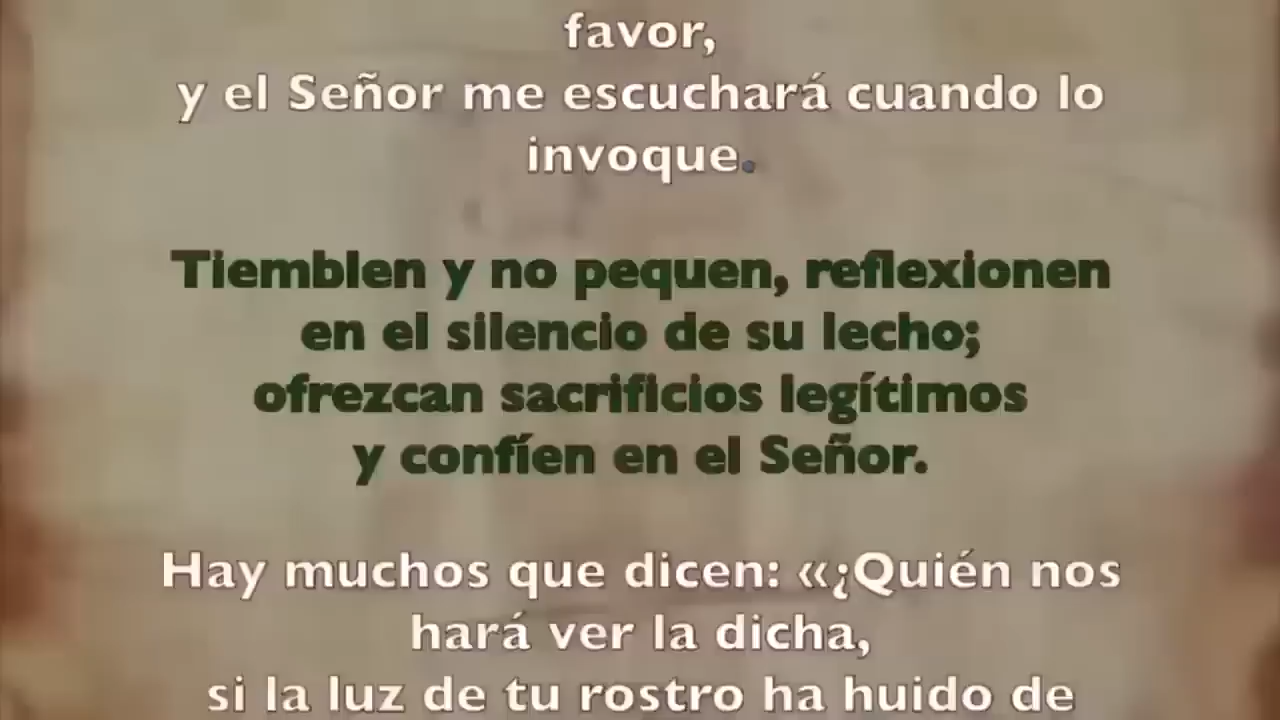 favor,
y el Señor me escuchará cuando lo
invoque.
Tiemblen y no pequen, reflexionen
en el silencio de su lecho;
ofrezcan sacrificios legítimos
y confíen en el Señor.
Hay muchos que dicen: «¿Quién nos
hará ver la dicha,
si la luz de tu rostro ha huido de